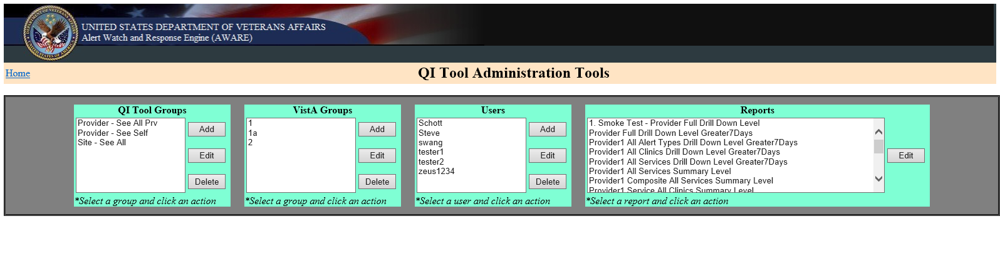 UNITED STATES DEPARTMENT OF VETERANS AFFAIRS
Alert Watch and Response Engine (AWARE)
Home
QI Tool Administration Tools
QI Tool Groups
Provider - See All Prv
Provider - See Self
Site - See All
Add
Edit
Delete
*Select a group and click an action
VistA Groups
1
1a
2
Add
Edit
Delete
*Select a group and click an action
Users
Schott
Steve
swang
tester1
tester2
zeus1234
Add
Edit
Delete
*Select a user and click an action
Reports
1. Smoke Test - Provider Full Drill Down Level
Provider Full Drill Down Level Greater7Days
Provider1 All Alert Types Drill Down Level Greater7Days
Provider1 All Clinics Drill Down Level Greater7Days
Provider1 All Services Drill Down Level Greater7Days
Provider1 All Services Summary Level
Provider1 Composite All Services Summary Level
Provider1 Service All Clinics Summary Level
Edit
*Select a report and click an action